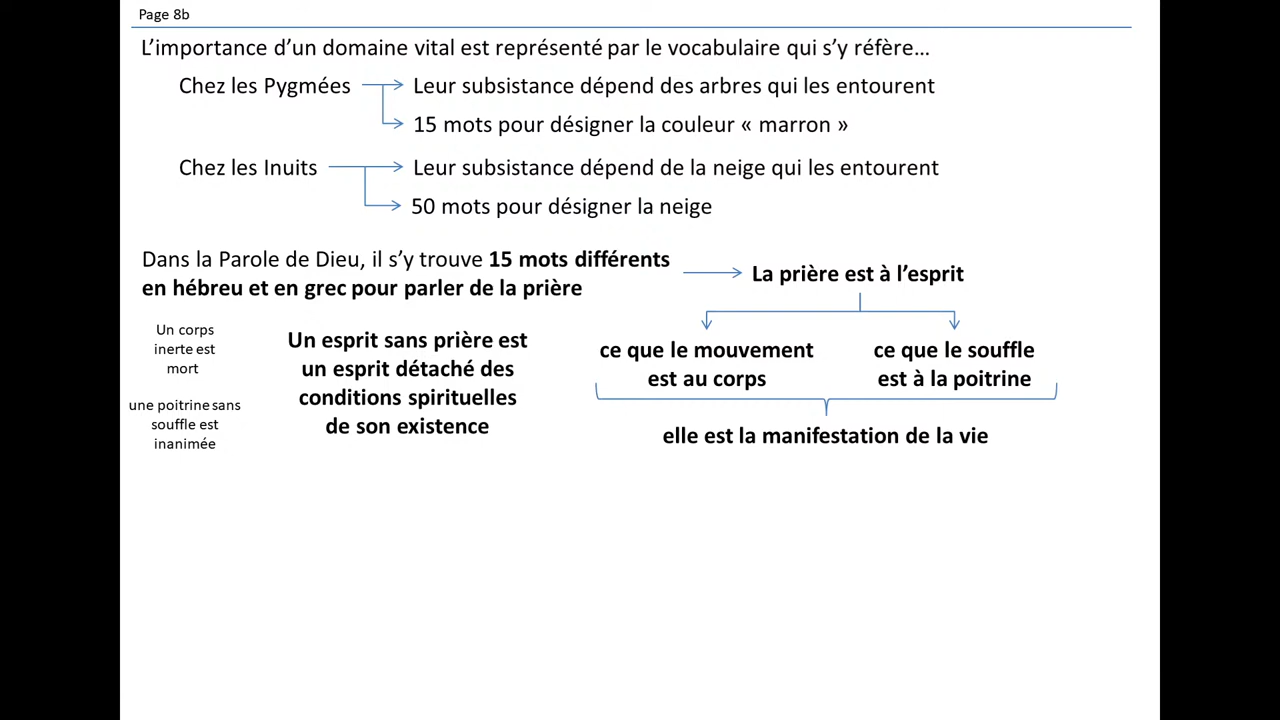 Page 8b
L’importance d’un domaine vital est représenté par le vocabulaire qui s’y réfère…
Chez les Pygmées
Leur subsistance dépend des arbres qui les entourent
15 mots pour désigner la couleur « marron »
Chez les Inuits
Leur subsistance dépend de la neige qui les entourent
50 mots pour désigner la neige
Dans la Parole de Dieu, il s’y trouve 15 mots différents
en hébreu et en grec pour parler de la prière
La prière est à l’esprit
Un corps
inerte est
mort
une poitrine sans
souffle est
inanimée
Un esprit sans prière est
un esprit détaché des
conditions spirituelles
de son existence
ce que le mouvement
est au corps
ce que le souffle
est à la poitrine
elle est la manifestation de la vie